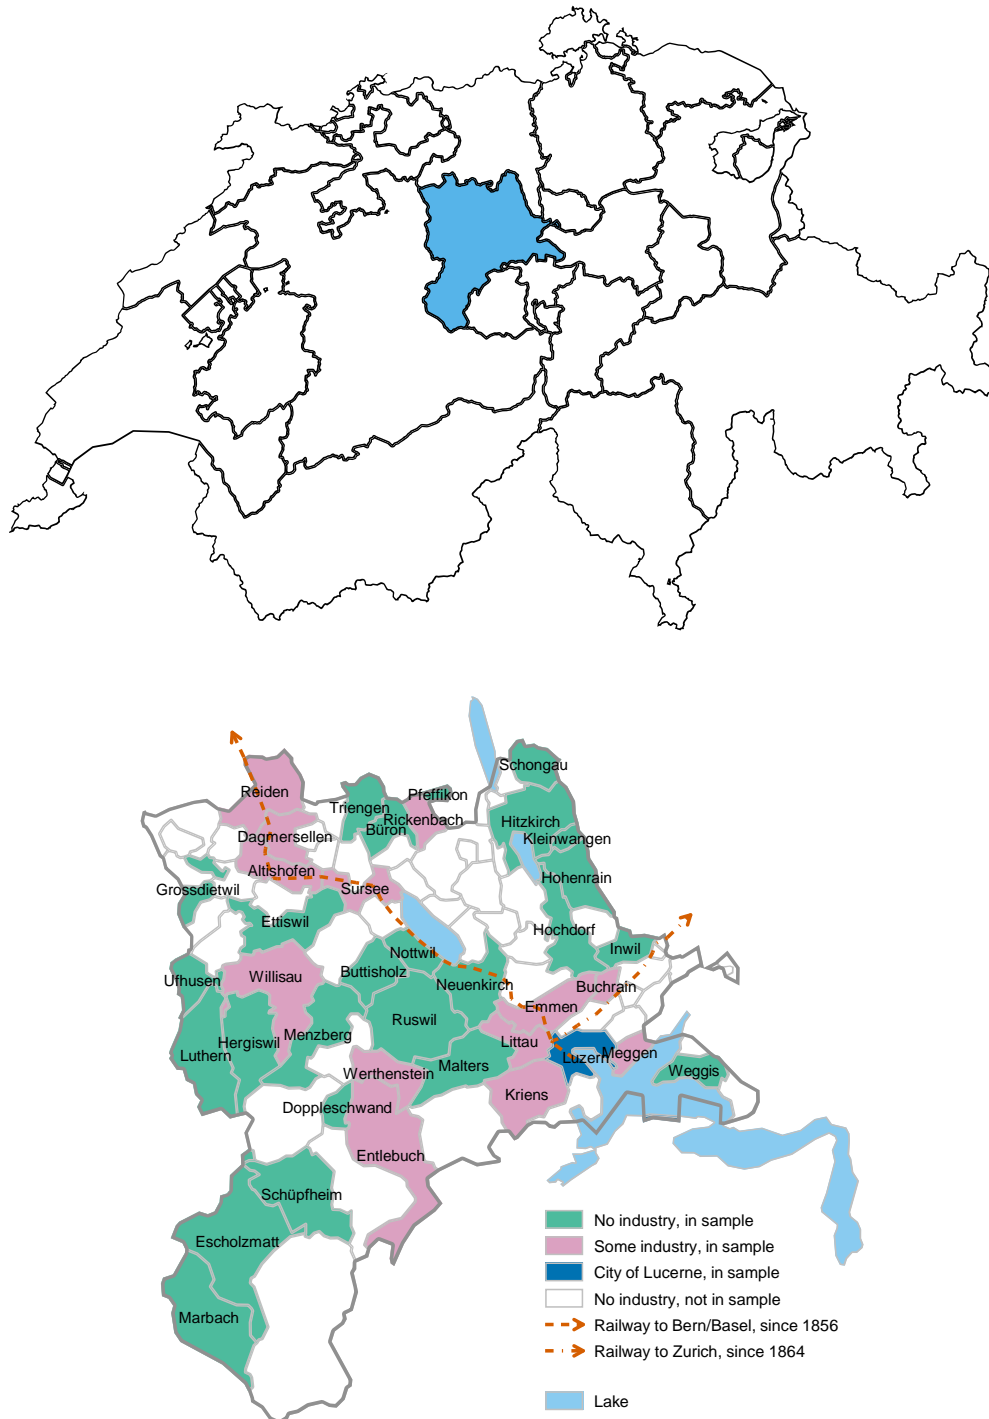 Schongau
Reiden
Pfeffikon
Triengen
Rickenbach
Hitzkirch
Büron
Dagmersellen
Kleinwangen
Altishofen
Hohenrain
Grossdietwil
Sursee
Ettiswil
Hochdorf
Inwil
Nottwil
Buttisholz
Ufhusen
Willisau
Neuenkirch
Buchrain
Emmen
Ruswil
Menzberg
Hergiswil
Littau
Luthern
Luzern
Meggen
Malters
Weggis
Werthenstein
Kriens
Doppleschwand
Entlebuch
Schüpfheim
Escholzmatt
Marbach
No industry, in sample
Some industry, in sample
City of Lucerne, in sample
No industry, not in sample
Railway to Bern/Basel, since 1856
Railway to Zurich, since 1864
Lake